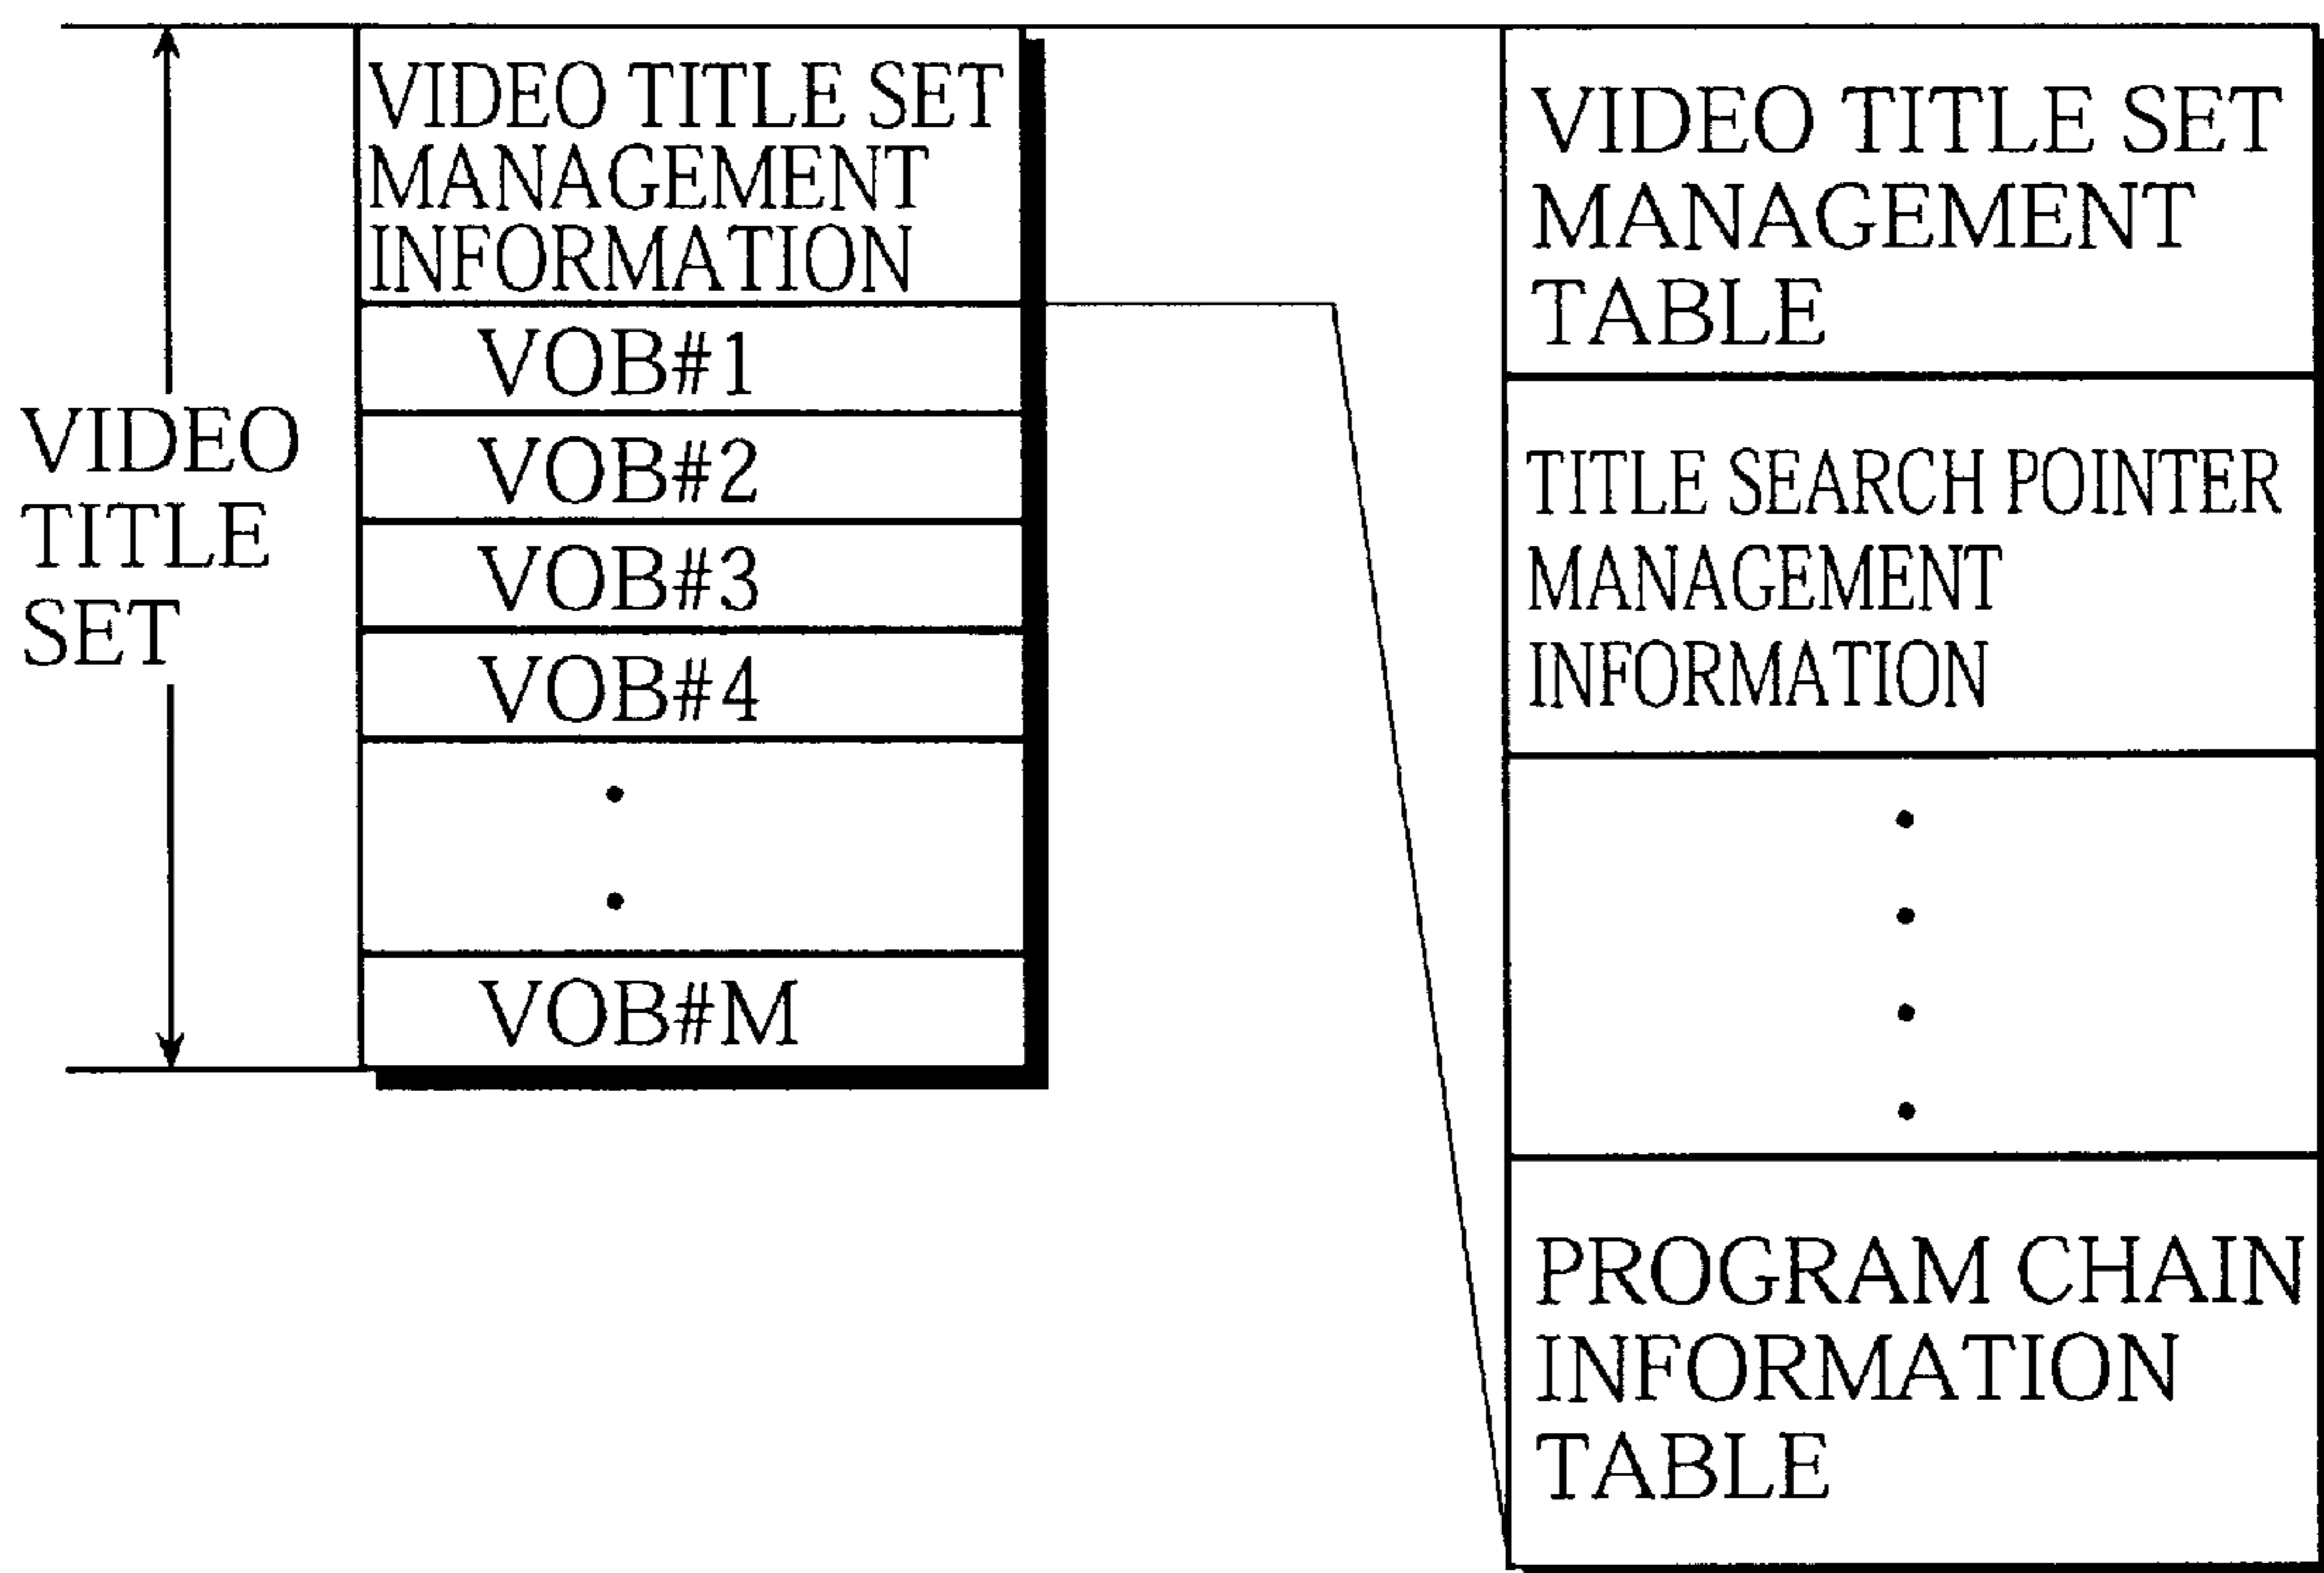 VIDEO
TITLE
SET
VIDEO TITLE SET
MANAGEMENT
INFORMATION
VOB#1
VOB#2
VOB#3
VOB#4
VOB#M
VIDEO TITLE SET
MANAGEMENT
TABLE
TITLE SEARCH POINTER
MANAGEMENT
INFORMATION
PROGRAM CHAIN
INFORMATION
TABLE